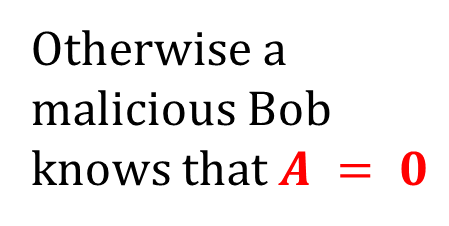 Otherwise a
malicious Bob
knows that A = 0